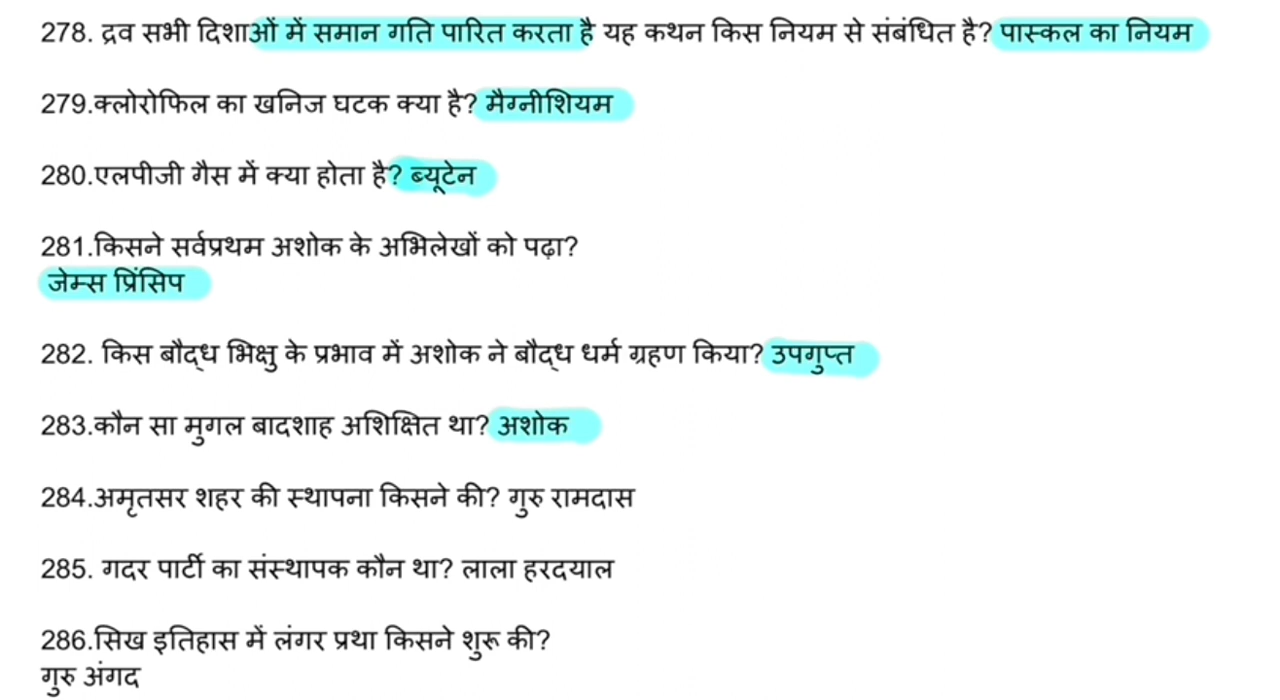 278. द्रव सभी दिशाओं में समान गति पारित करता है यह कथन किस नियम से संबंधित है? पास्कल का नियम
279.क्लोरोफिल का खनिज घटक क्या है? मैग्नीशियम
280.एलपीजी गैस में क्या होता है? ब्यूटेन
281.किसने सर्वप्रथम अशोक के अभिलेखों को पढ़ा?
जेम्स प्रिंसिप
282. किस बौद्ध भिक्षु के प्रभाव में अशोक ने बौद्ध धर्म ग्रहण किया? उपगुप्त
283.कौन सा मुगल बादशाह अशिक्षित था? अशोक
284.अमृतसर शहर की स्थापना किसने की? गुरु रामदास
285. गदर पार्टी का संस्थापक कौन था? लाला हरदयाल
286.सिख इतिहास में लंगर प्रथा किसने शुरू की?
गुरु अंगद